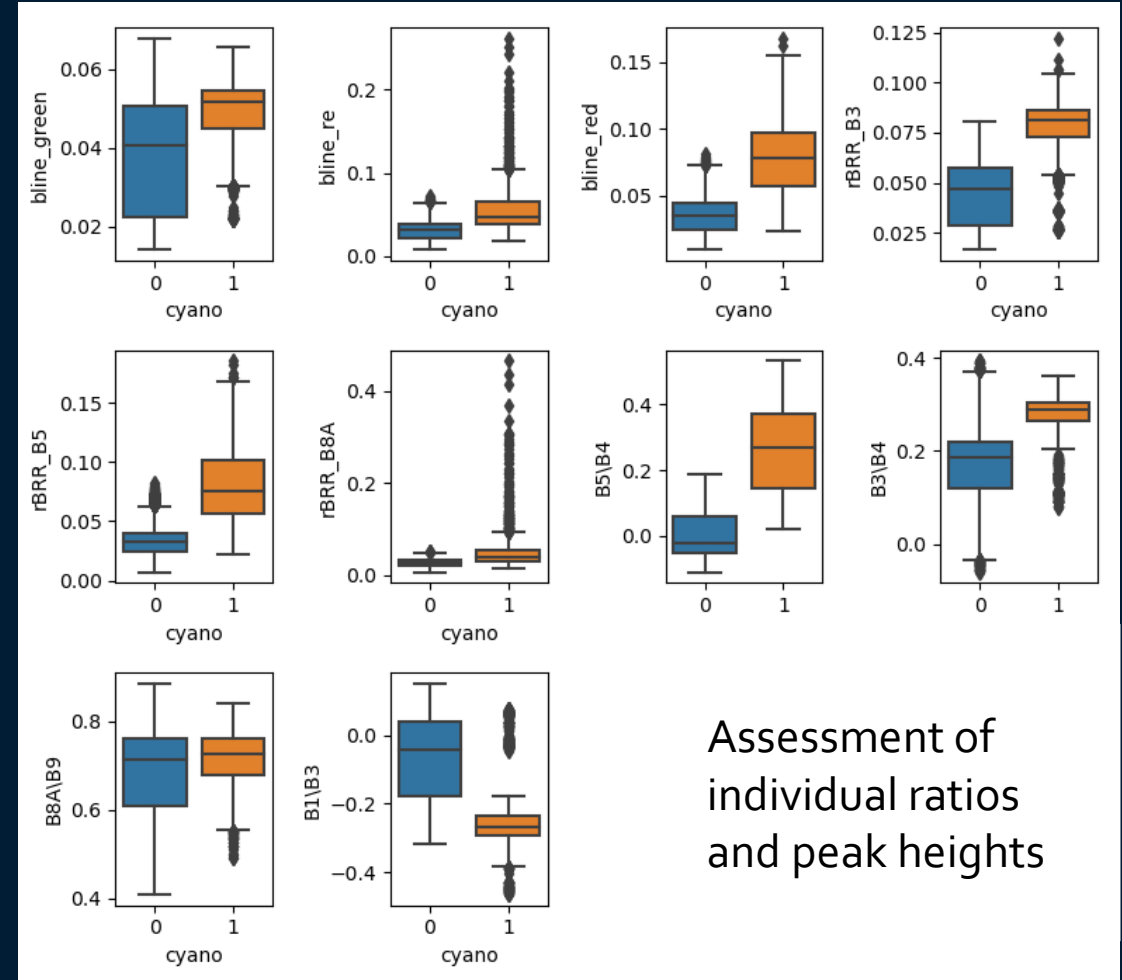 bline_green
0.06
0.04
0.02
0 1
cyano
bline_re
0.2
0.1
0.0
0 1
cyano
bline_red
0.15
0.10
0.05
0 1
cyano
rBRR_B3
0.125
0.100
0.075
0.050
0.025
0 1
cyano
rBRR_B5
0.15
0.10
0.05
0.00
0 1
cyano
rBRR_B8A
0.4
0.2
0.0
0 1
cyano
B5\B4
0.4
0.2
0.0
0 1
cyano
B3\B4
0.4
0.2
0.0
0 1
cyano
B8A\B9
0.8
0.6
0.4
0 1
cyano
B1\B3
0.0
−0.2
−0.4
0 1
cyano
Assessment of
individual ratios
and peak heights